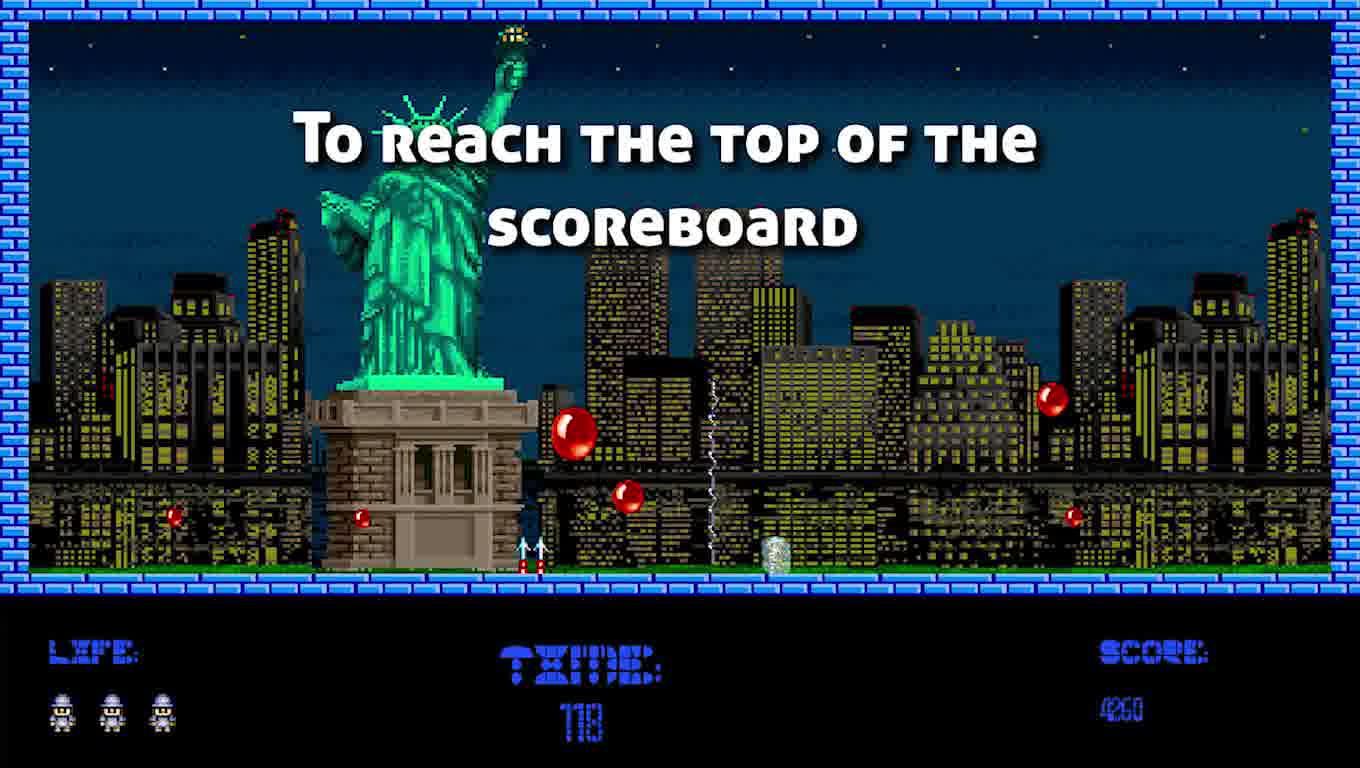 To reach the top of the
scoreboard
LIFE:
TIME:
SCORE:
118
4260